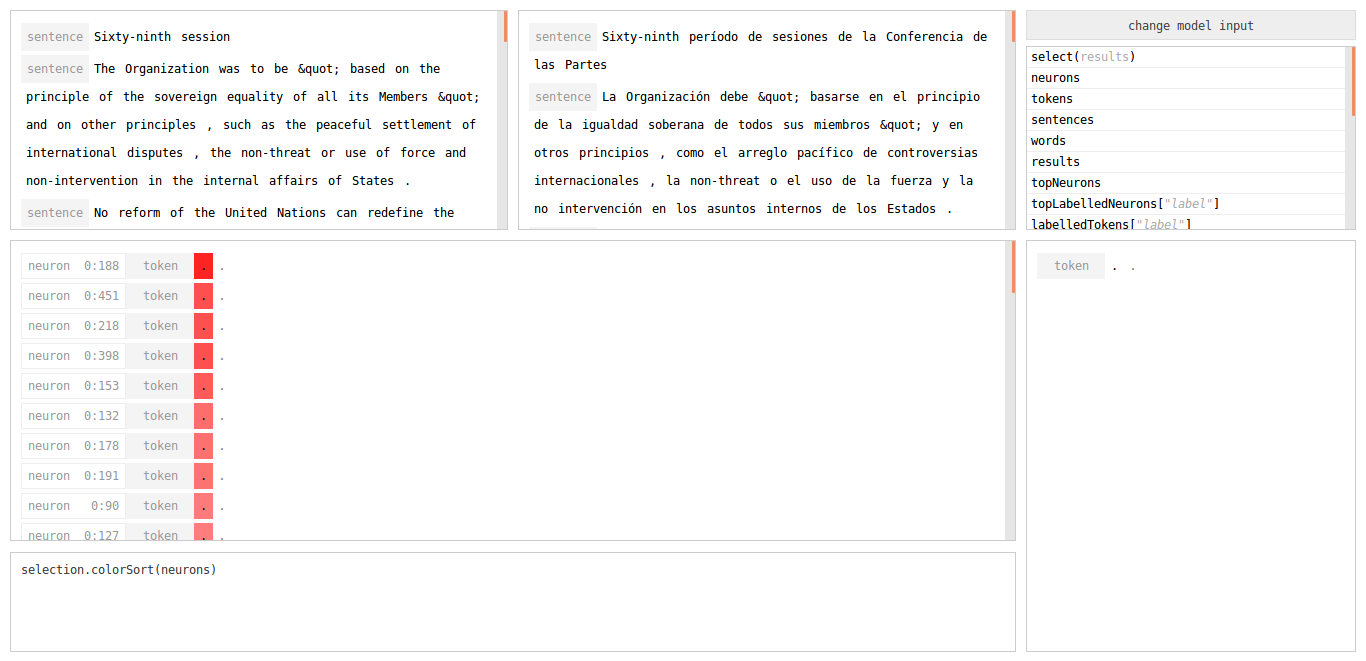 sentence Sixty-ninth session
sentence The Organization was to be &quot; based on the
principle of the sovereign equality of all its Members &quot;
and on other principles , such as the peaceful settlement of
international disputes , the non-threat or use of force and
non-intervention in the internal affairs of States .
sentence No reform of the United Nations can redefine the
sentence Sixty-ninth período de sesiones de la Conferencia de
las Partes
sentence La Organización debe &quot; basarse en el principio
de la igualdad soberana de todos sus miembros &quot; y en
otros principios , como el arreglo pacífico de controversias
internacionales , la non-threat o el uso de la fuerza y la
no intervención en los asuntos internos de los Estados .
change model input
select(results)
neurons
tokens
sentences
words
results
topNeurons
topLabelledNeurons["label"]
labelledTokens["label"]
neuron 0:188 token . .
neuron 0:451 token . .
neuron 0:218 token . .
neuron 0:398 token . .
neuron 0:153 token . .
neuron 0:132 token . .
neuron 0:178 token . .
neuron 0:191 token . .
neuron 0:90 token . .
neuron 0:127 token . .
token . .
selection.colorSort(neurons)